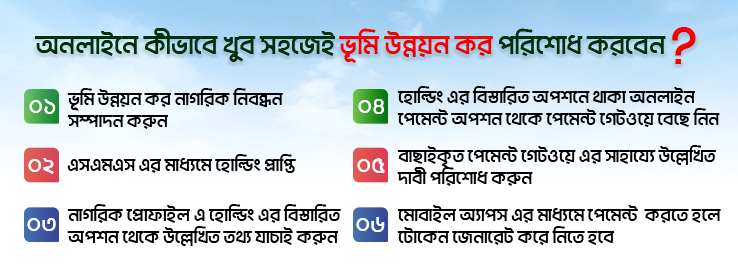 অনলাইনে কীভাবে খুব সহজেই ভূমি উন্নয়ন কর পরিশোধ করবেন ?
০১ ভূমি উন্নয়ন কর নাগরিক নিবন্ধন
সম্পাদন করুন
০২ এসএমএস এর মাধ্যমে হোল্ডিং প্রাপ্তি
০৩ নাগরিক প্রোফাইল এ হোল্ডিং এর বিস্তারিত
অপশন থেকে উল্লেখিত তথ্য যাচাই করুন
০৪ হোল্ডিং এর বিস্তারিত অপশনে থাকা অনলাইন
পেমেন্ট অপশন থেকে পেমেন্ট গেটওয়ে বেছে নিন
০৫ বাছাইকৃত পেমেন্ট গেটওয়ে এর সাহায্যে উল্লেখিত
দাবী পরিশোধ করুন
০৬ মোবাইল অ্যাপস এর মাধ্যমে পেমেন্ট করতে হলে
টোকেন জেনারেট করে নিতে হবে